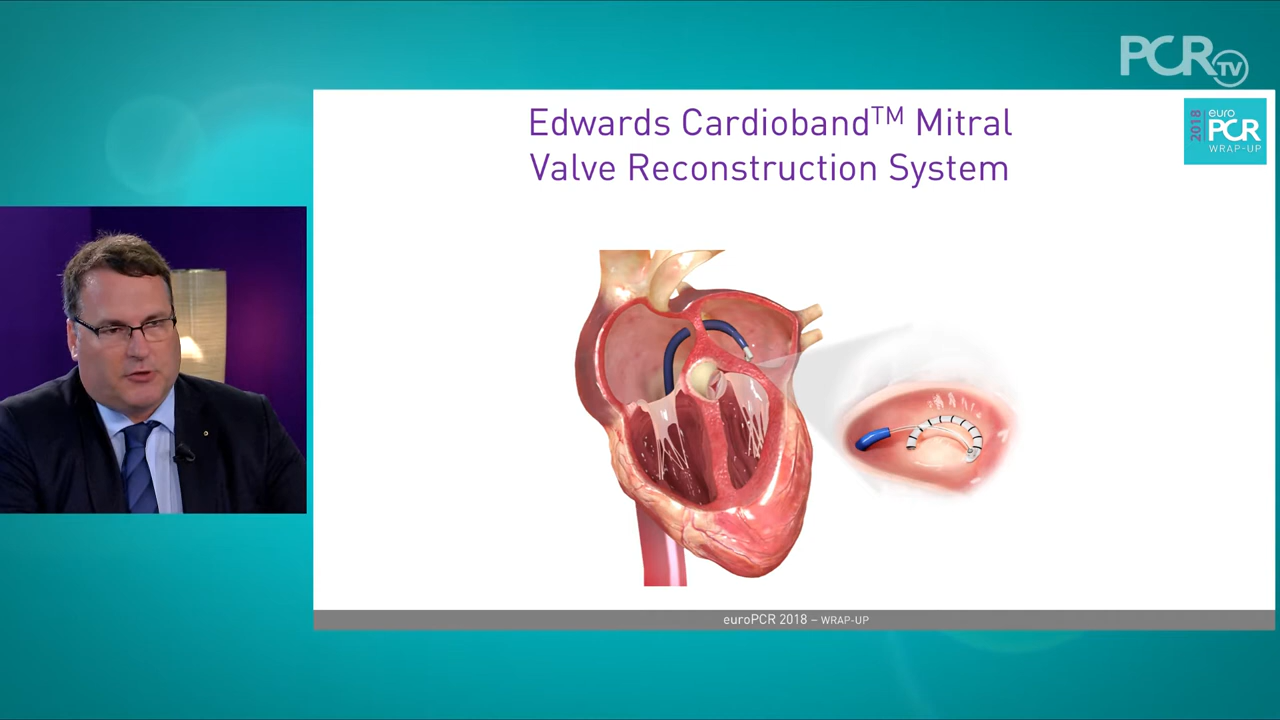 PCR TV
Edwards Cardioband™ Mitral
Valve Reconstruction System
2018
euro
PCR
WRAP-UP
euroPCR 2018 – WRAP-UP